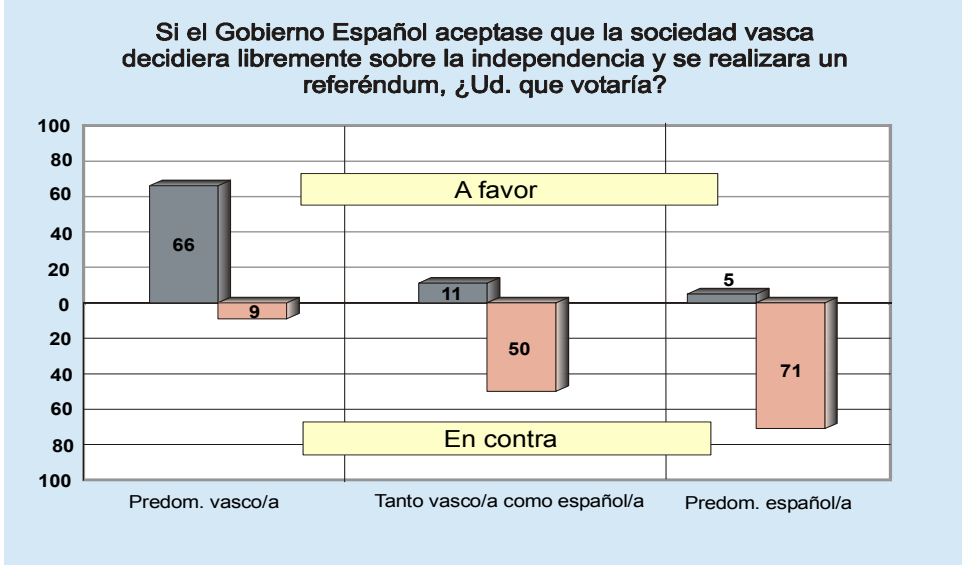 Si el Gobierno Español aceptase que la sociedad vasca
decidiera libremente sobre la independencia y se realizara un
referéndum, ¿Ud. que votaría?
100
80
60
40
20
0
20
40
60
80
100
A favor
66
9
11
50
5
71
En contra
Predom. vasco/a
Tanto vasco/a como español/a
Predom. español/a